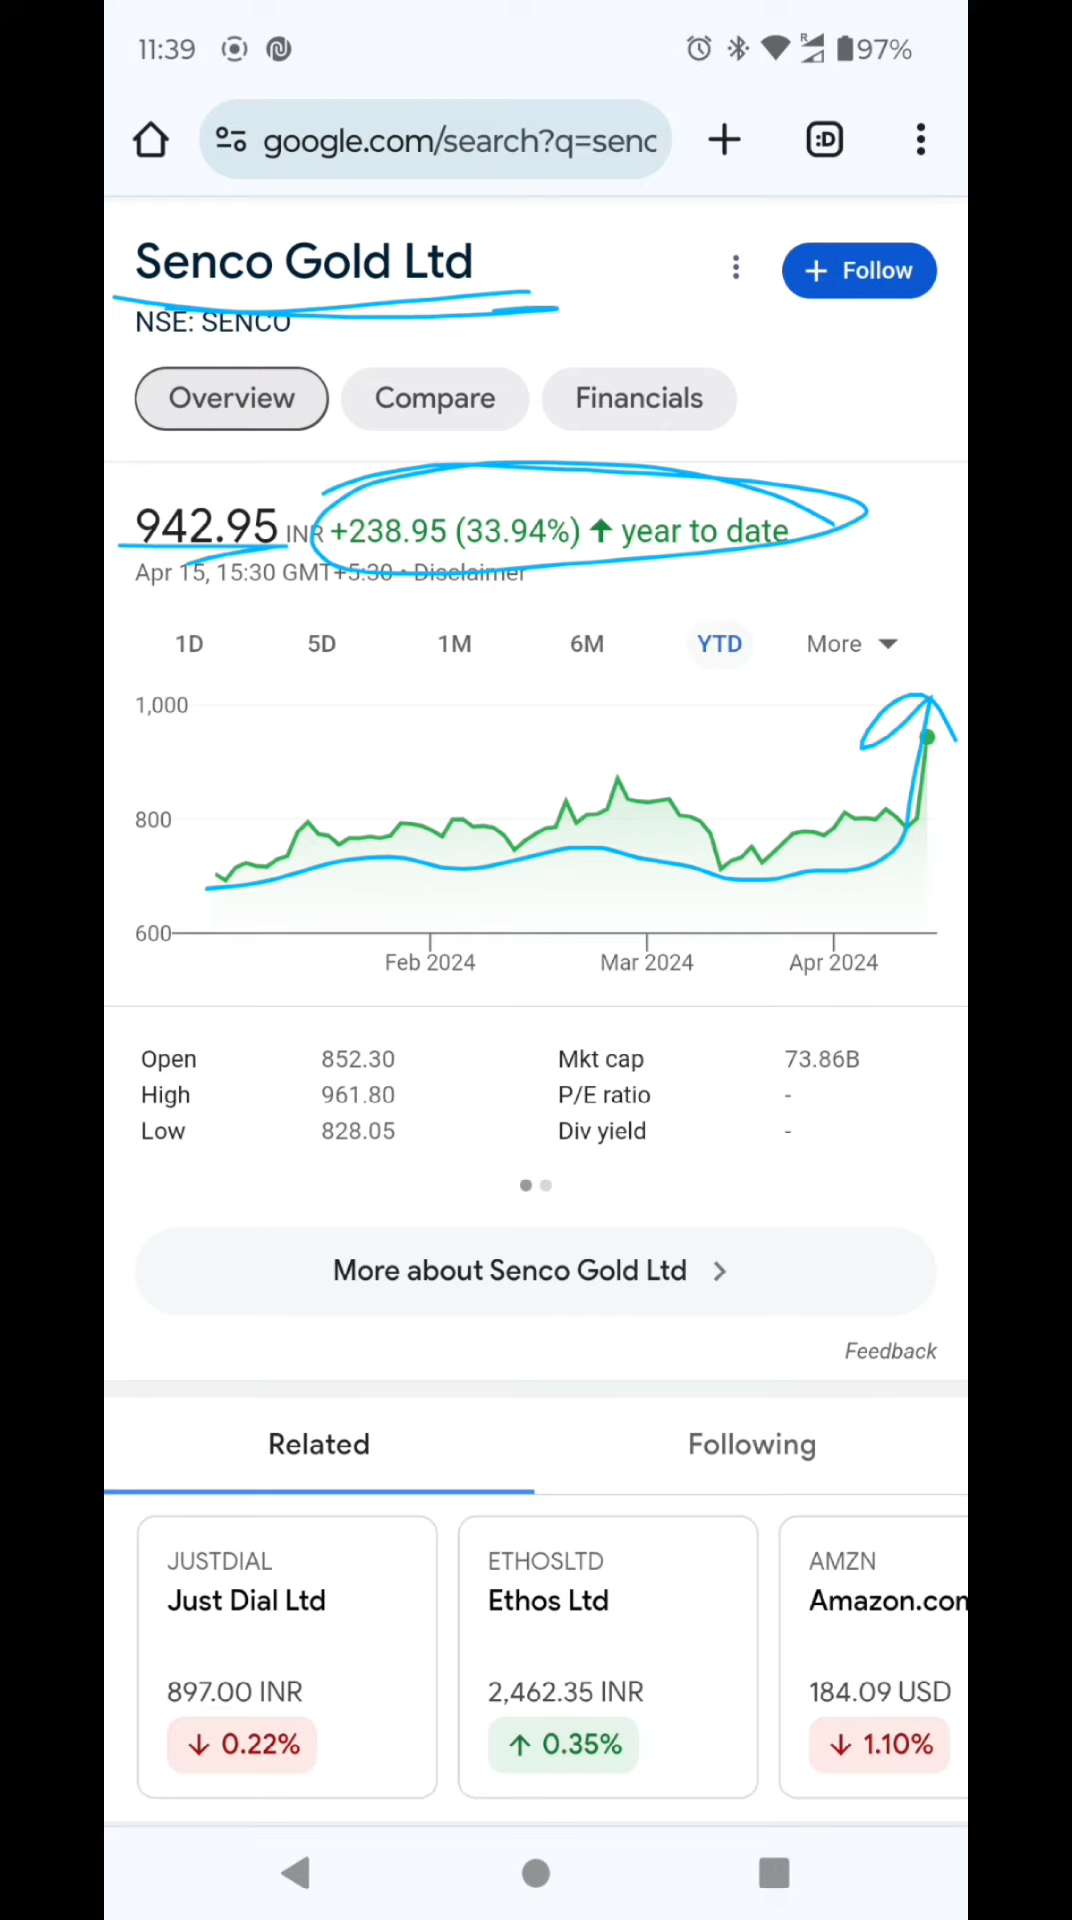 11:39
97%
google.com/search?q=senc
:D
Senco Gold Ltd
+ Follow
NSE: SENCO
Overview
Compare
Financials
942.95 INR +238.95 (33.94%) ↑ year to date
Apr 15, 15:30 GMT+5:30 • Disclaimer
1D 5D 1M 6M YTD More
1,000
800
600
Feb 2024 Mar 2024 Apr 2024
Open 852.30 Mkt cap 73.86B
High 961.80 P/E ratio -
Low 828.05 Div yield -
More about Senco Gold Ltd >
Feedback
Related Following
JUSTDIAL
Just Dial Ltd
897.00 INR
↓ 0.22%
ETHOSLTD
Ethos Ltd
2,462.35 INR
↑ 0.35%
AMZN
Amazon.com
184.09 USD
↓ 1.10%